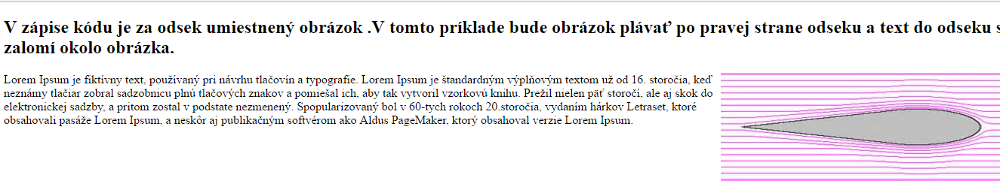 V zápise kódu je za odsek umiestnený obrázok .V tomto príklade bude obrázok plávať po pravej strane odseku a text do odseku s
zalomí okolo obrázka.
Lorem Ipsum je fiktívny text, používaný pri návrhu tlačovín a typografie. Lorem Ipsum je štandardným výplňovým textom už od 16. storočia, keď
neznámy tlačiar zobral sadzobnicu plnú tlačových znakov a pomiešal ich, aby tak vytvoril vzorkovú knihu. Prežil nielen päť storočí, ale aj skok do
elektronickej sadzby, a pritom zostal v podstate nezmenený. Spopularizovaný bol v 60-tych rokoch 20.storočia, vydaním hárkov Letraset, ktoré
obsahovali pasáže Lorem Ipsum, a neskôr aj publikačným softvérom ako Aldus PageMaker, ktorý obsahoval verzie Lorem Ipsum.